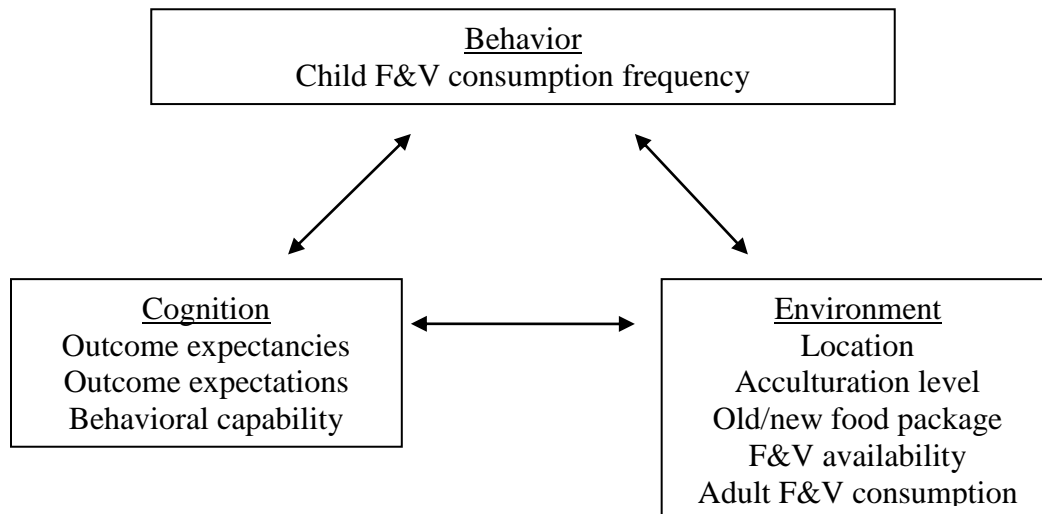 Behavior
Child F&V consumption frequency
Cognition
Outcome expectancies
Outcome expectations
Behavioral capability
Environment
Location
Acculturation level
Old/new food package
F&V availability
Adult F&V consumption